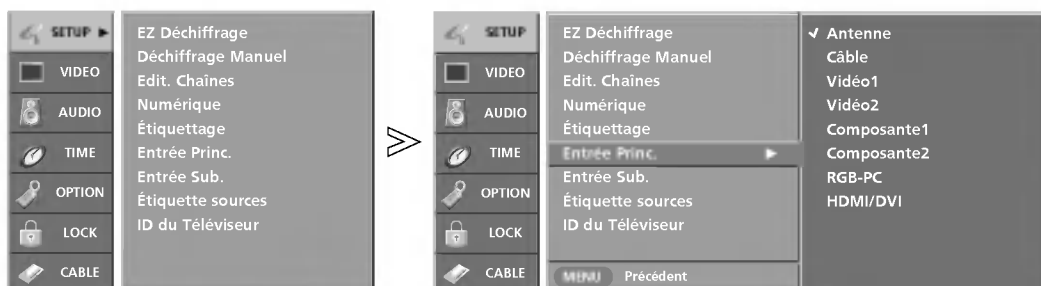 SETUP
VIDEO
AUDIO
TIME
OPTION
LOCK
CABLE
EZ Déchiffrage
Déchiffrage Manuel
Edit. Chaînes
Numérique
Étiquettage
Entrée Princ.
Entrée Sub.
Étiquette sources
ID du Téléviseur
SETUP
VIDEO
AUDIO
TIME
OPTION
LOCK
CABLE
EZ Déchiffrage
Déchiffrage Manuel
Edit. Chaînes
Numérique
Étiquettage
Entrée Princ.
Entrée Sub.
Étiquette sources
ID du Téléviseur
MENU Précédent
Antenne
Câble
Vidéo1
Vidéo2
Composante1
Composante2
RGB-PC
HDMI/DVI